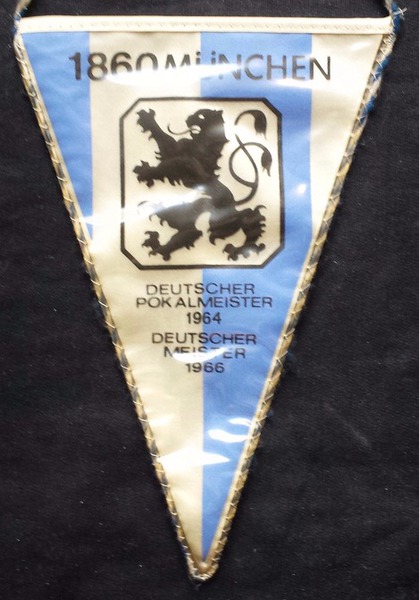 1860 MÜNCHEN
DEUTSCHER
POKALMEISTER
1964
DEUTSCHER
MEISTER
1966